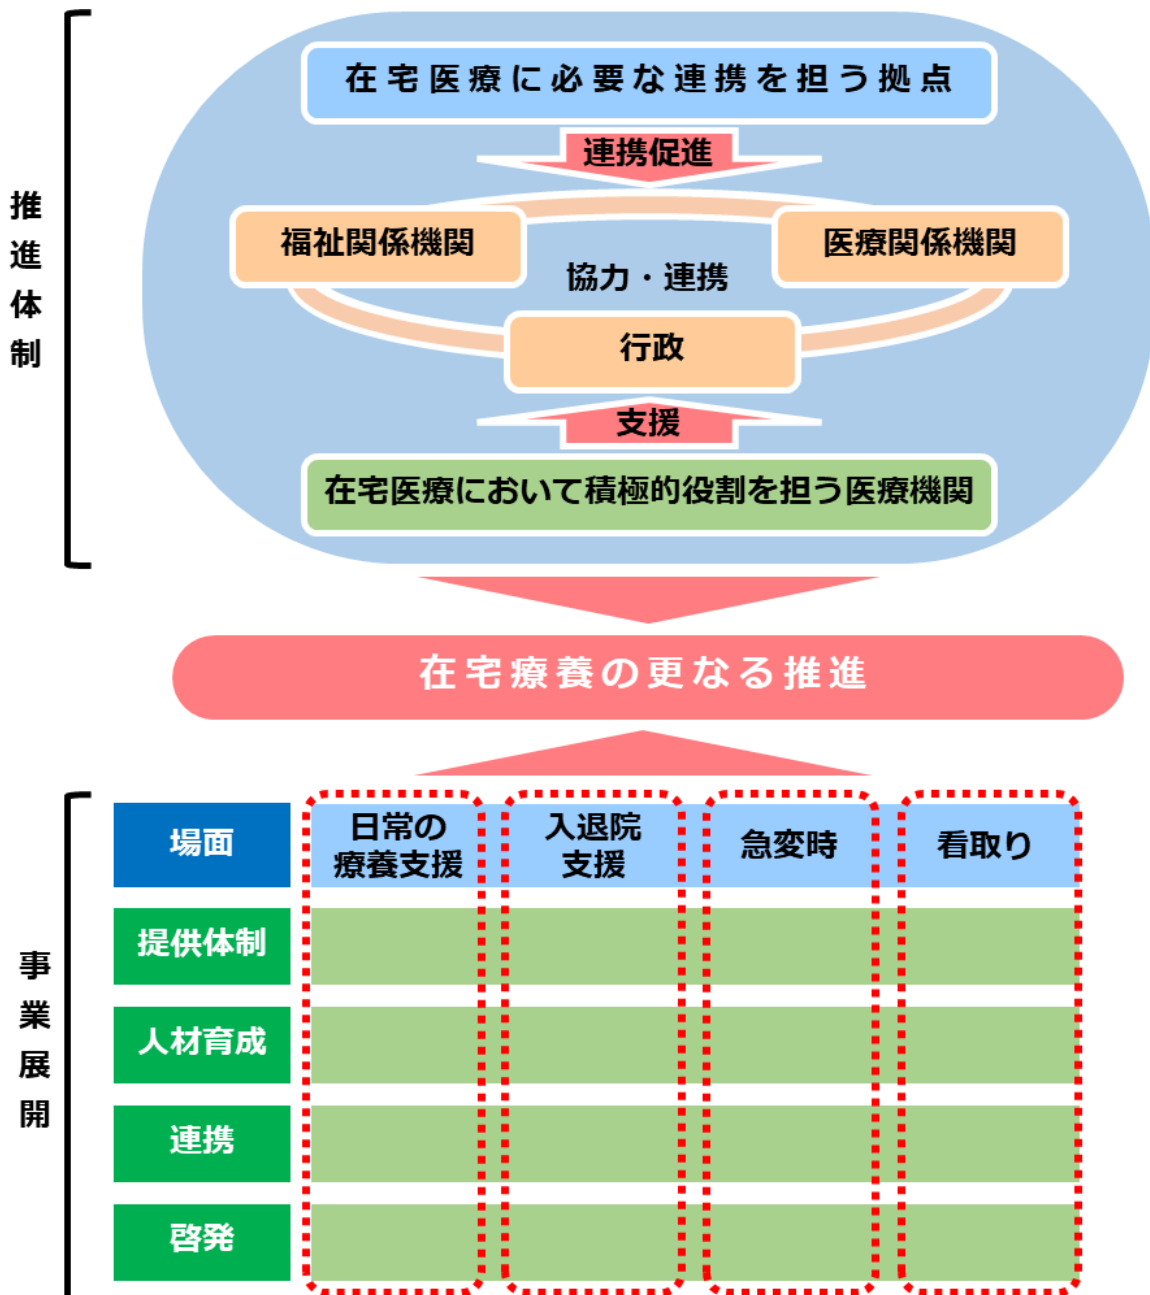 推進体制
在宅医療に必要な連携を担う拠点
連携促進
福祉関係機関
医療関係機関
協力・連携
行政
支援
在宅医療において積極的役割を担う医療機関
在宅療養の更なる推進
事業展開
場面
日常の
療養支援
入退院
支援
急変時
看取り
提供体制
人材育成
連携
啓発